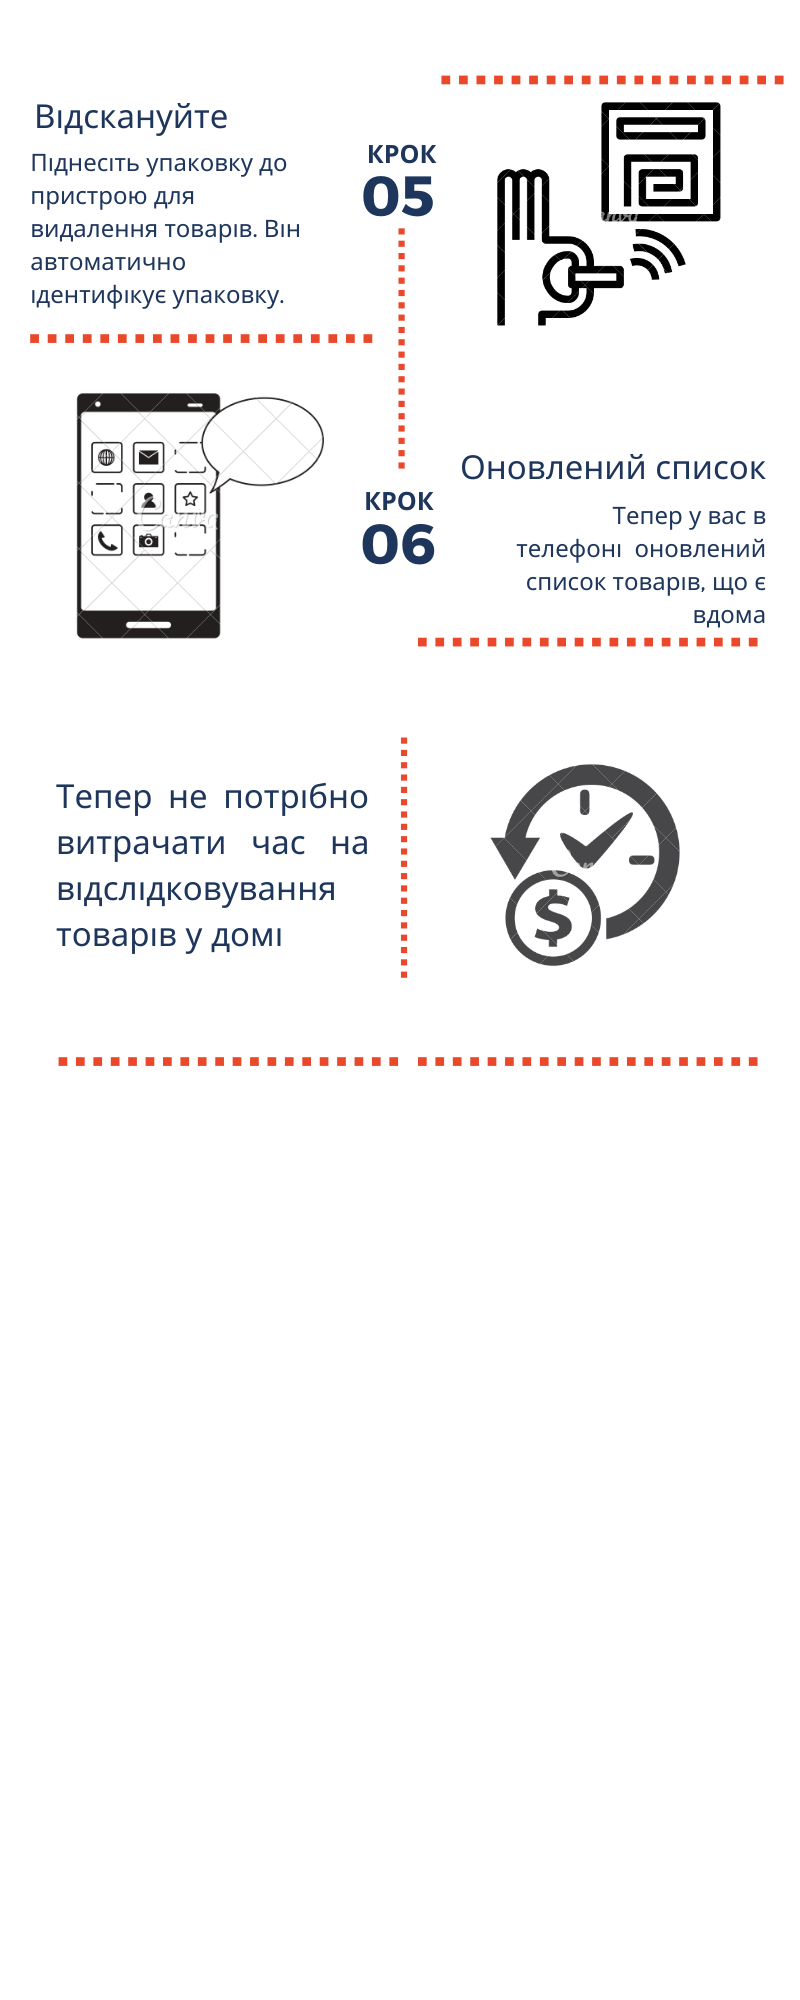 Відскануйте
Піднесіть упаковку до
пристрою для
видалення товарів. Він
автоматично
ідентифікує упаковку.
КРОК
05
КРОК
06
Оновлений список
Тепер у вас в
телефоні оновлений
список товарів, що є
вдома
Тепер не потрібно
витрачати час на
відслідковування
товарів у домі
$